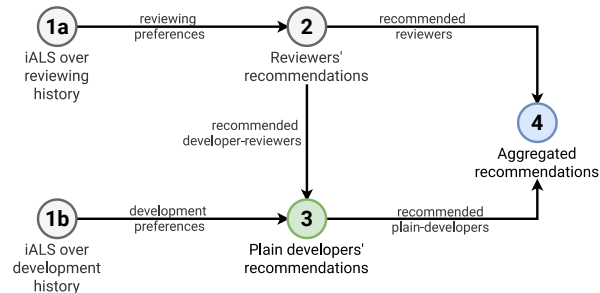 1a
iALS over
reviewing
history
reviewing
preferences
2
Reviewers'
recommendations
recommended
reviewers
recommended
developer-reviewers
4
Aggregated
recommendations
1b
iALS over
development
history
development
preferences
3
Plain developers'
recommendations
recommended
plain-developers